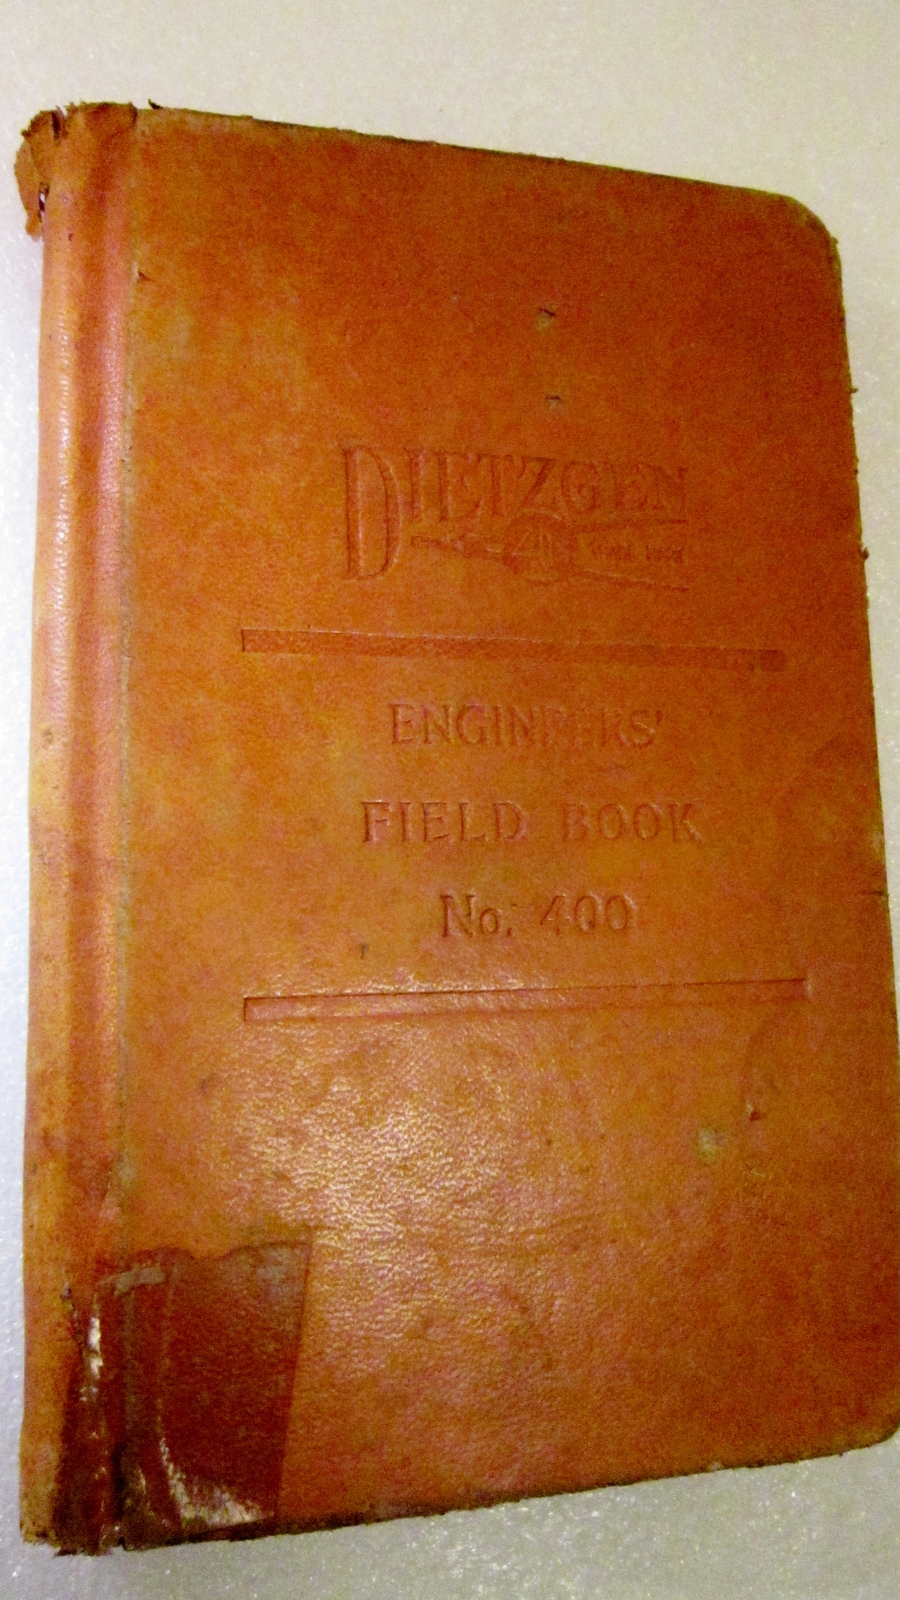 DIETZGEN
ENGINEERS'
FIELD BOOK
No. 400